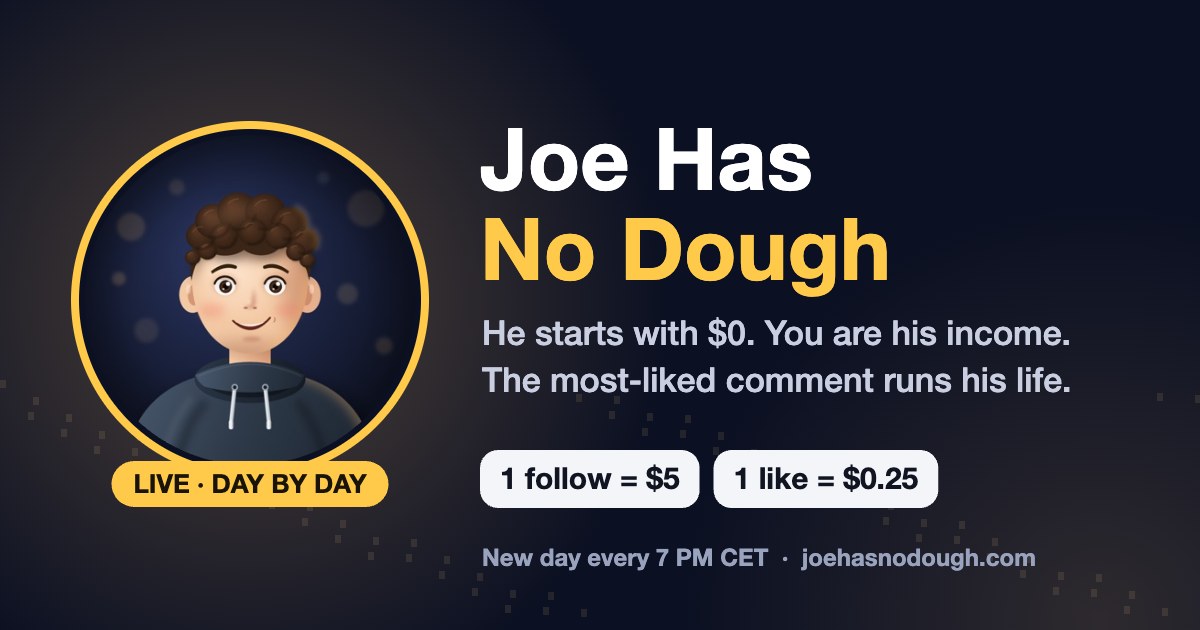 Joe Has
No Dough
He starts with $0. You are his income.
The most-liked comment runs his life.
LIVE · DAY BY DAY
1 follow = $5
1 like = $0.25
New day every 7 PM CET · joehasnodough.com